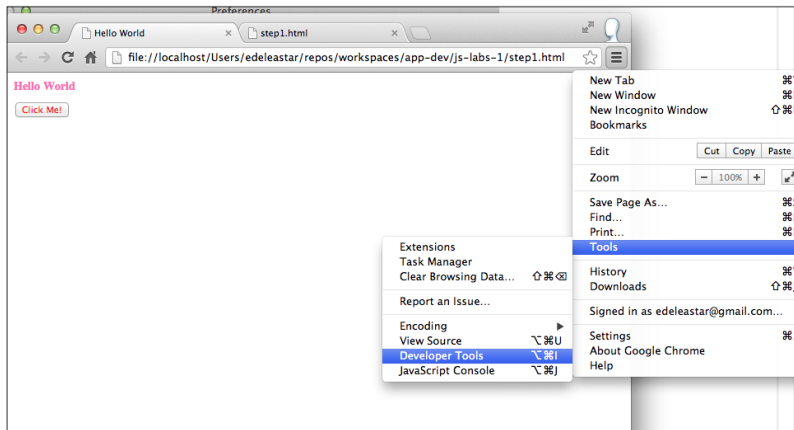 Preferences
Hello World
step1.html
file://localhost/Users/edeleastar/repos/workspaces/app-dev/js-labs-1/step1.html
Hello World
Click Me!
New Tab
New Window
New Incognito Window
Bookmarks
Edit Cut Copy Paste
Zoom − 100% +
Save Page As...
Find...
Print...
Tools
History
Downloads
Signed in as edeleastar@gmail.com...
Settings
About Google Chrome
Help
Extensions
Task Manager
Clear Browsing Data... ⇧⌘⌫
Report an Issue...
Encoding ▶
View Source ⌥⌘U
Developer Tools ⌥⌘I
JavaScript Console ⌥⌘J